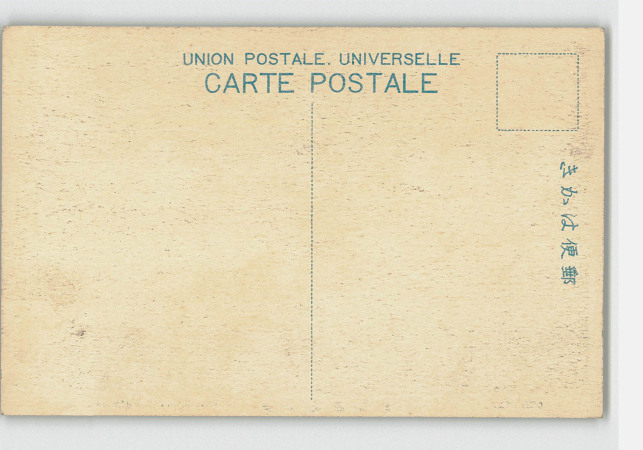 UNION POSTALE. UNIVERSELLE
CARTE POSTALE
郵便はかき